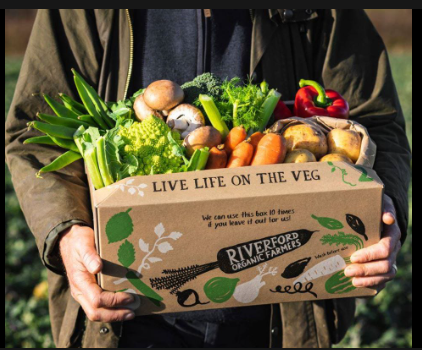 LIVE LIFE ON THE VEG
We can use this box 10 times
if you leave it out for us!
RIVERFORD
ORGANIC FARMERS